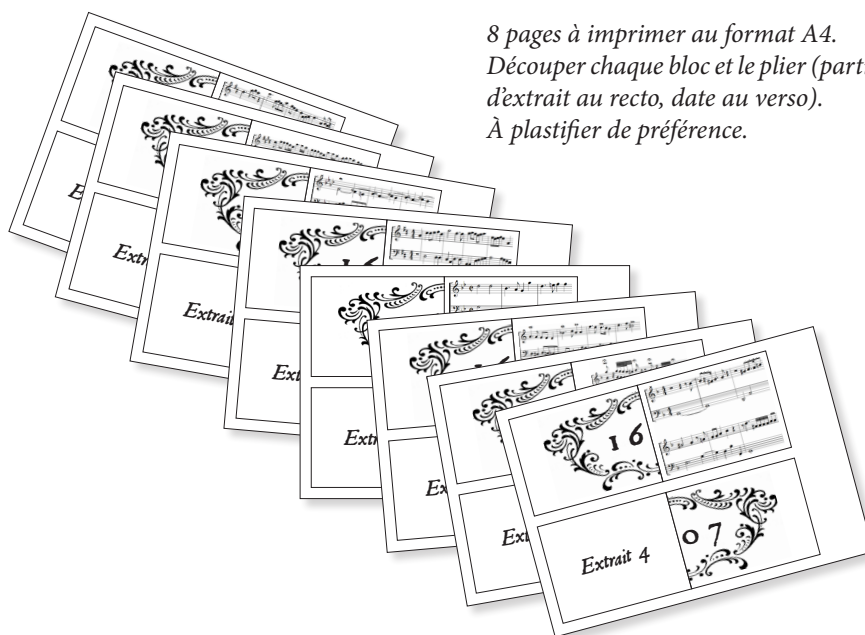 8 pages à imprimer au format A4.
Découper chaque bloc et le plier (parti
d'extrait au recto, date au verso).
À plastifier de préférence.
16
Extrait 4
07